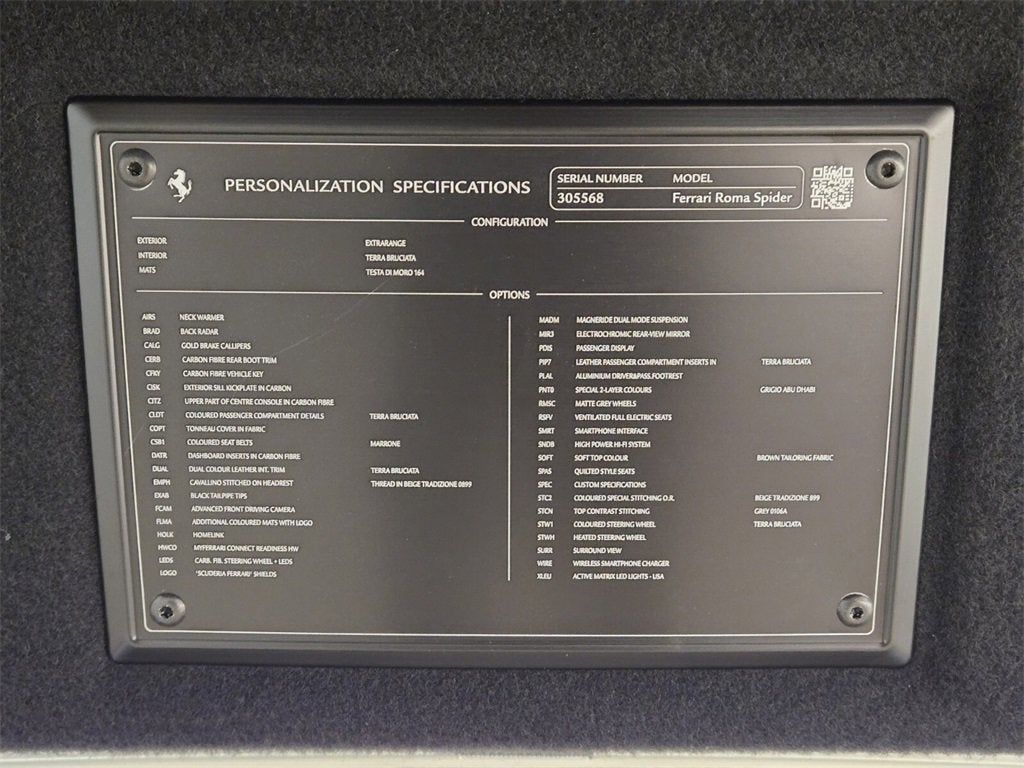 PERSONALIZATION SPECIFICATIONS
SERIAL NUMBER MODEL
305568 Ferrari Roma Spider
CONFIGURATION
EXTERIOR EXTRARANGE
INTERIOR TERRA BRUCIATA
MATS TESTA DI MORO 164
OPTIONS
AIRS NECK WARMER
BRAD BACK RADAR
CALG GOLD BRAKE CALLIPERS
CERB CARBON FIBRE REAR BOOT TRIM
CFKY CARBON FIBRE VEHICLE KEY
CISK EXTERIOR SILL KICKPLATE IN CARBON
CITZ UPPER PART OF CENTRE CONSOLE IN CARBON FIBRE
CLDT COLOURED PASSENGER COMPARTMENT DETAILS TERRA BRUCIATA
COPT TONNEAU COVER IN FABRIC
CSB1 COLOURED SEAT BELTS MARRONE
DATR DASHBOARD INSERTS IN CARBON FIBRE
DUAL DUAL COLOUR LEATHER INT. TRIM TERRA BRUCIATA
EMPH CAVALLINO STITCHED ON HEADREST THREAD IN BEIGE TRADIZIONE 0899
EXAB BLACK TAILPIPE TIPS
FCAM ADVANCED FRONT DRIVING CAMERA
FLMA ADDITIONAL COLOURED MATS WITH LOGO
HOLK HOMELINK
HWCO MYFERRARI CONNECT READINESS HW
LEDS CARB. FIB. STEERING WHEEL + LEDS
LOGO 'SCUDERIA FERRARI' SHIELDS
MADM MAGNERIDE DUAL MODE SUSPENSION
MIR3 ELECTROCHROMIC REAR-VIEW MIRROR
PDIS PASSENGER DISPLAY
PIP7 LEATHER PASSENGER COMPARTMENT INSERTS IN TERRA BRUCIATA
PLAL ALUMINIUM DRIVER&PASS.FOOTREST
PNT0 SPECIAL 2-LAYER COLOURS GRIGIO ABU DHABI
RMSC MATTE GREY WHEELS
RSFV VENTILATED FULL ELECTRIC SEATS
SMRT SMARTPHONE INTERFACE
SNDB HIGH POWER HI-FI SYSTEM
SOFT SOFT TOP COLOUR BROWN TAILORING FABRIC
SPAS QUILTED STYLE SEATS
SPEC CUSTOM SPECIFICATIONS
STC2 COLOURED SPECIAL STITCHING O.R. BEIGE TRADIZIONE 899
STCN TOP CONTRAST STITCHING GREY 0106A
STW1 COLOURED STEERING WHEEL TERRA BRUCIATA
STWH HEATED STEERING WHEEL
SURR SURROUND VIEW
WIRE WIRELESS SMARTPHONE CHARGER
XLEU ACTIVE MATRIX LED LIGHTS - USA